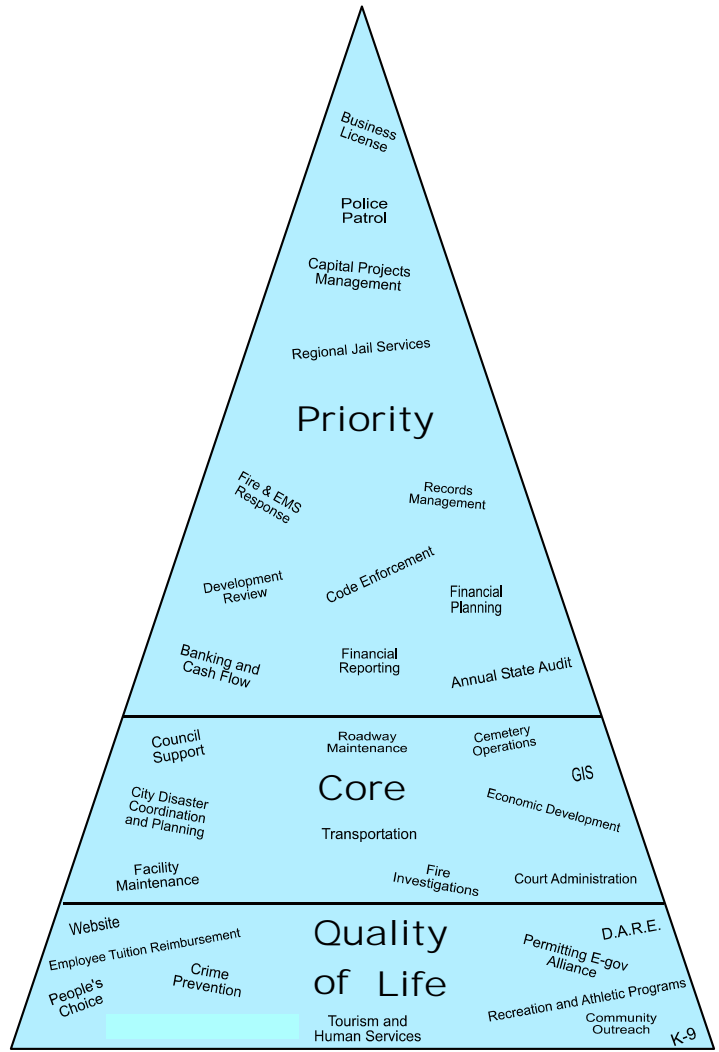 Business
License
Police
Patrol
Capital Projects
Management
Regional Jail Services
Priority
Fire & EMS
Response
Records
Management
Development
Review
Code Enforcement
Financial
Planning
Banking and
Cash Flow
Financial
Reporting
Annual State Audit
Council
Support
Roadway
Maintenance
Cemetery
Operations
GIS
Core
City Disaster
Coordination
and Planning
Economic Development
Transportation
Facility
Maintenance
Fire
Investigations
Court Administration
Website
Quality
of Life
D.A.R.E.
Employee Tuition Reimbursement
Permitting E-gov
Alliance
People's
Choice
Crime
Prevention
Recreation and Athletic Programs
Tourism and
Human Services
Community
Outreach
K-9